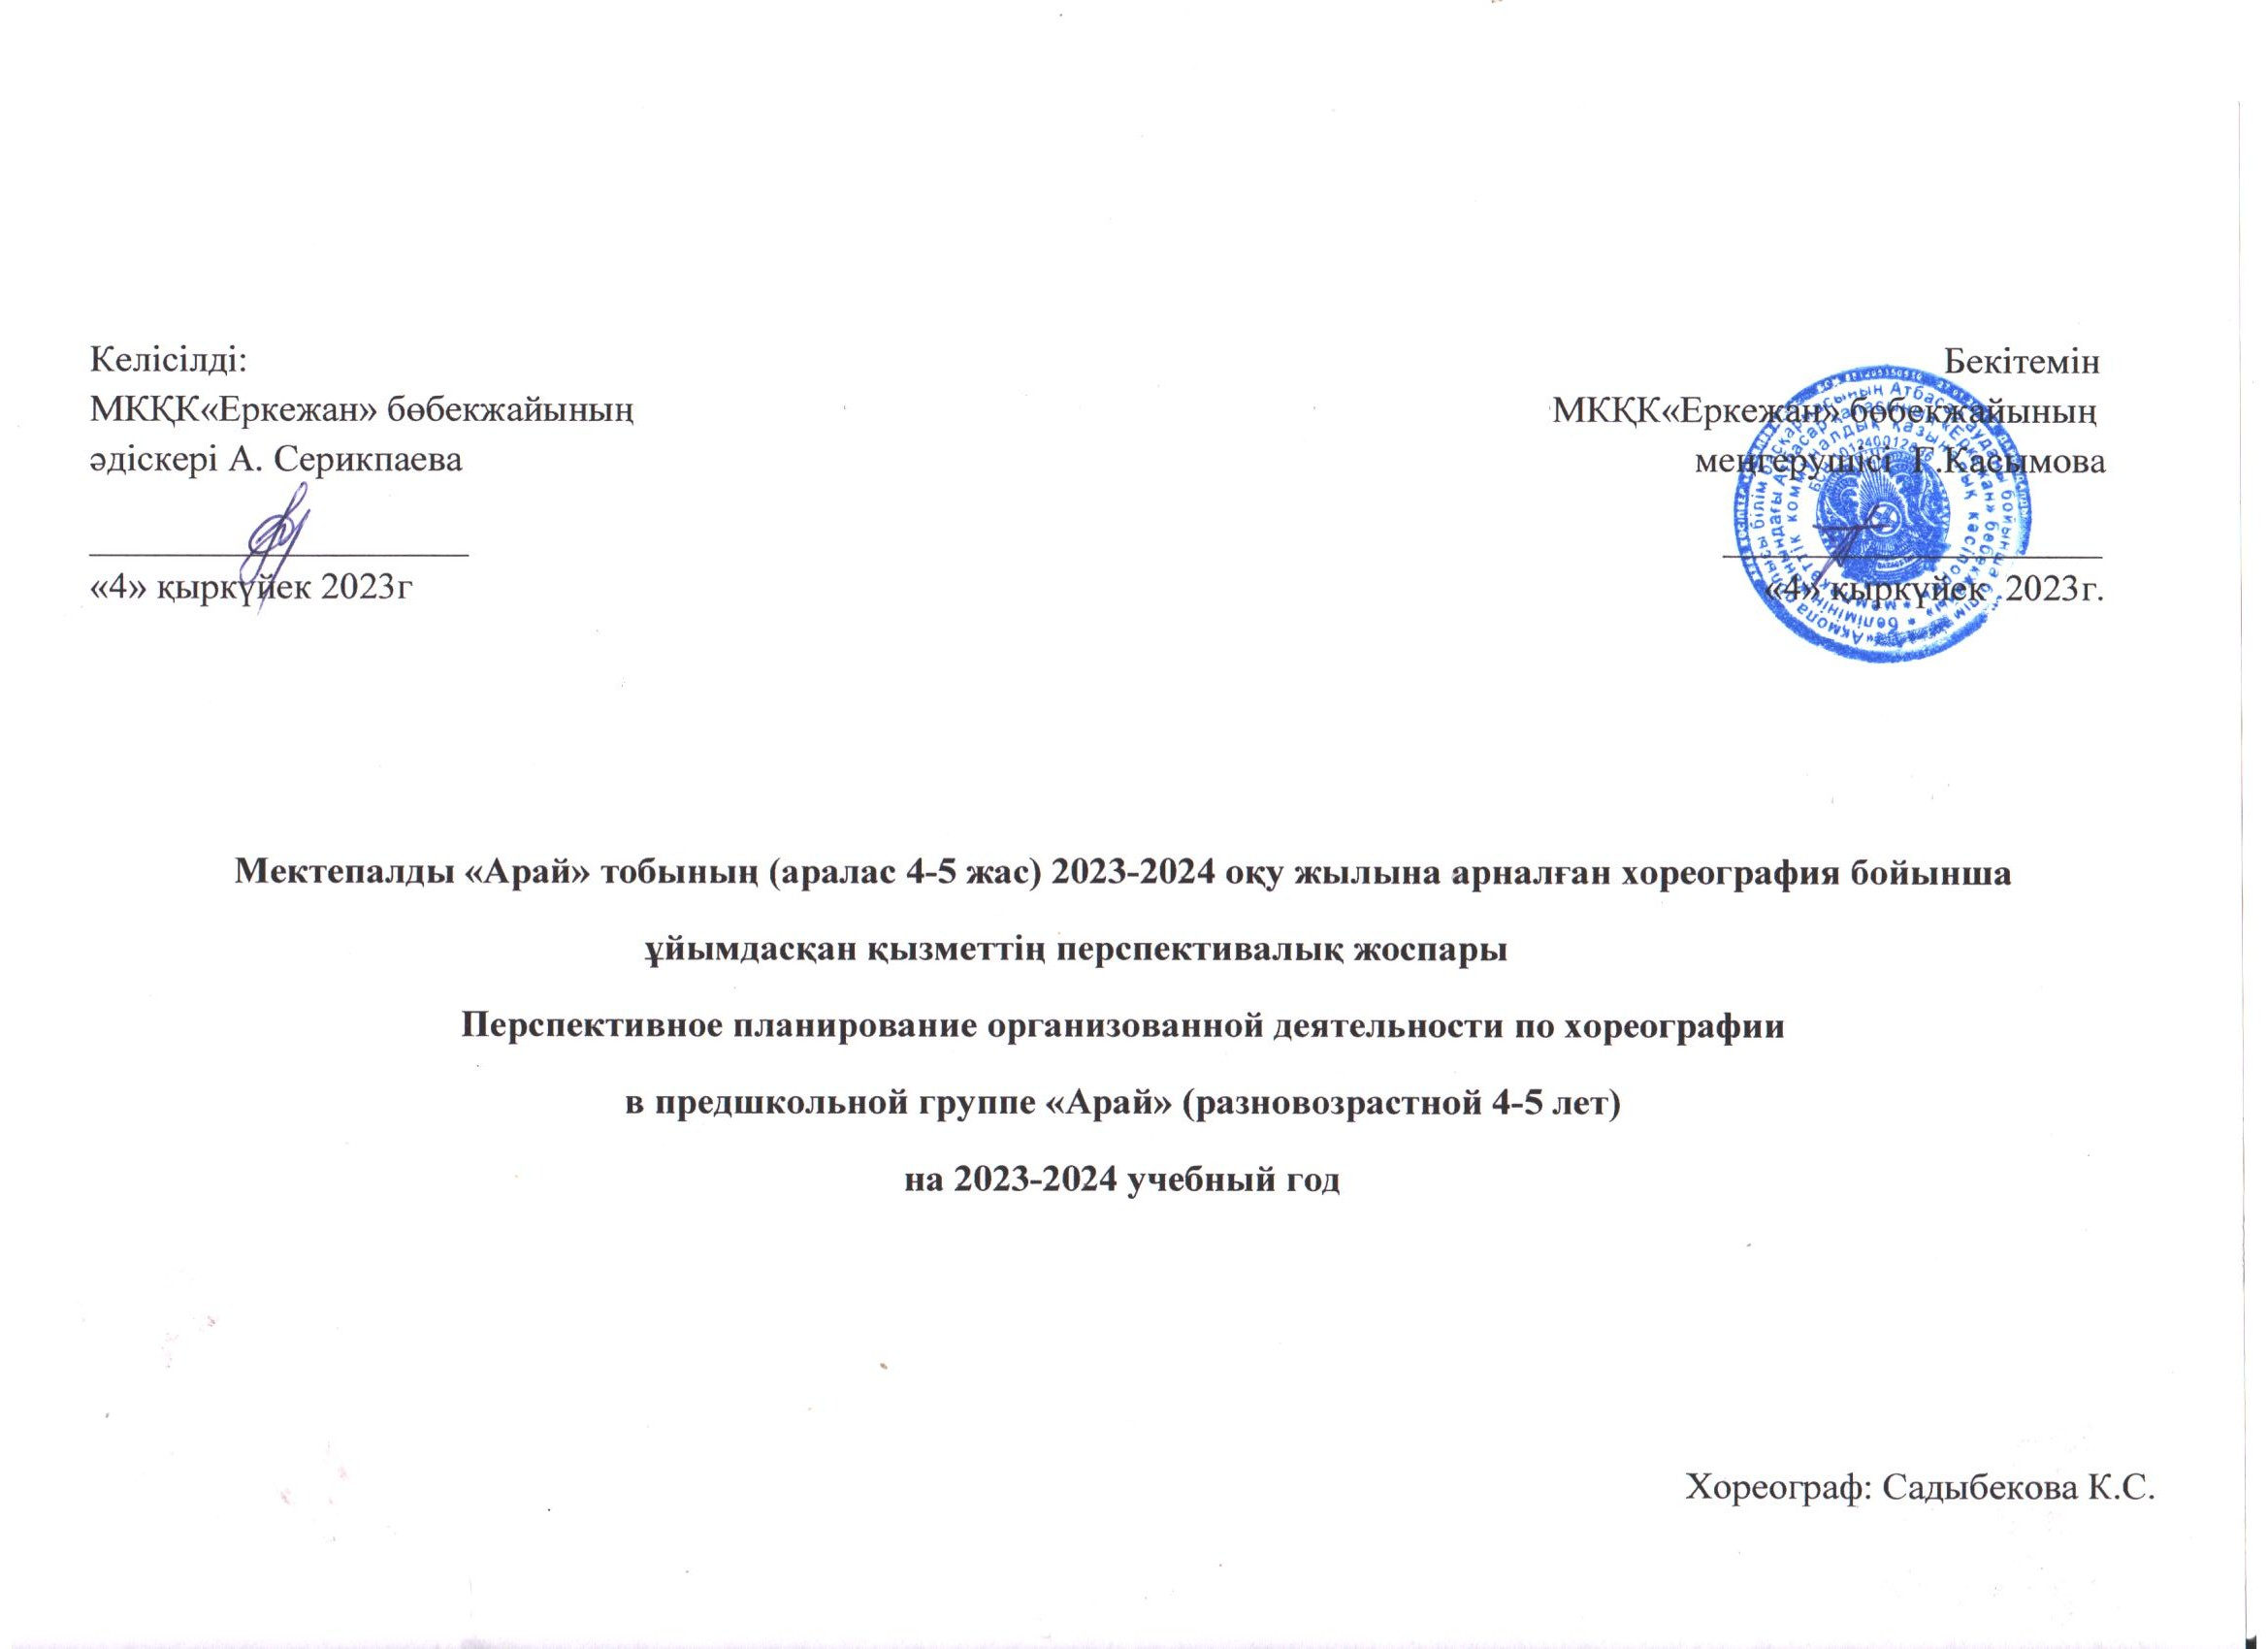 Келісілді:
МКҚК«Еркежан» бөбекжайының
әдіскері А. Серикпаева
«4» қыркүйек 2023г
Бекітемін
МКҚК«Еркежан» бөбекжайының
меңгерушісі Г.Касымова
«4» қыркүйек 2023г.
Мектепалды «Арай» тобының (аралас 4-5 жас) 2023-2024 оқу жылына арналған хореография бойынша
ұйымдасқан қызметтің перспективалық жоспары
Перспективное планирование организованной деятельности по хореографии
в предшкольной группе «Арай» (разновозрастной 4-5 лет)
на 2023-2024 учебный год
Хореограф: Садыбекова К.С.